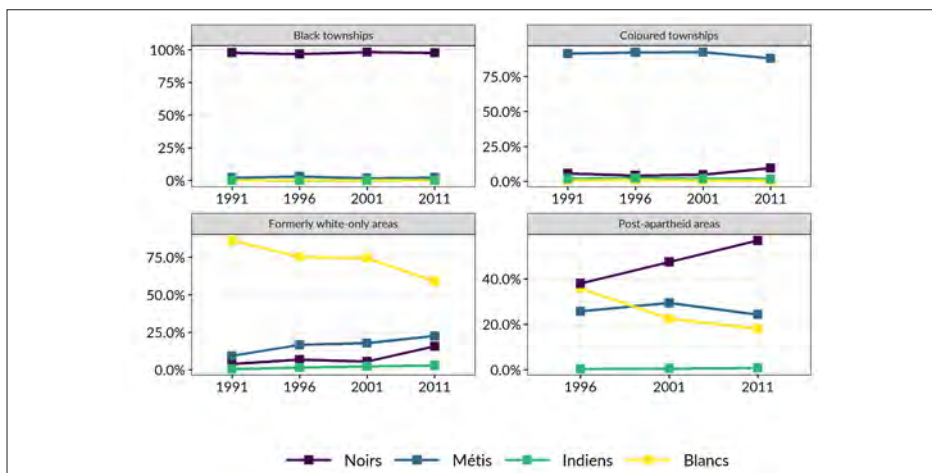 Black townships
Coloured townships
100%
75%
50%
25%
0%
75.0%
50.0%
25.0%
0.0%
1991 1996 2001 2011
1991 1996 2001 2011
Formerly white-only areas
Post-apartheid areas
75.0%
50.0%
25.0%
0.0%
40.0%
20.0%
0.0%
1991 1996 2001 2011
1996 2001 2011
Noirs Métis Indiens Blancs